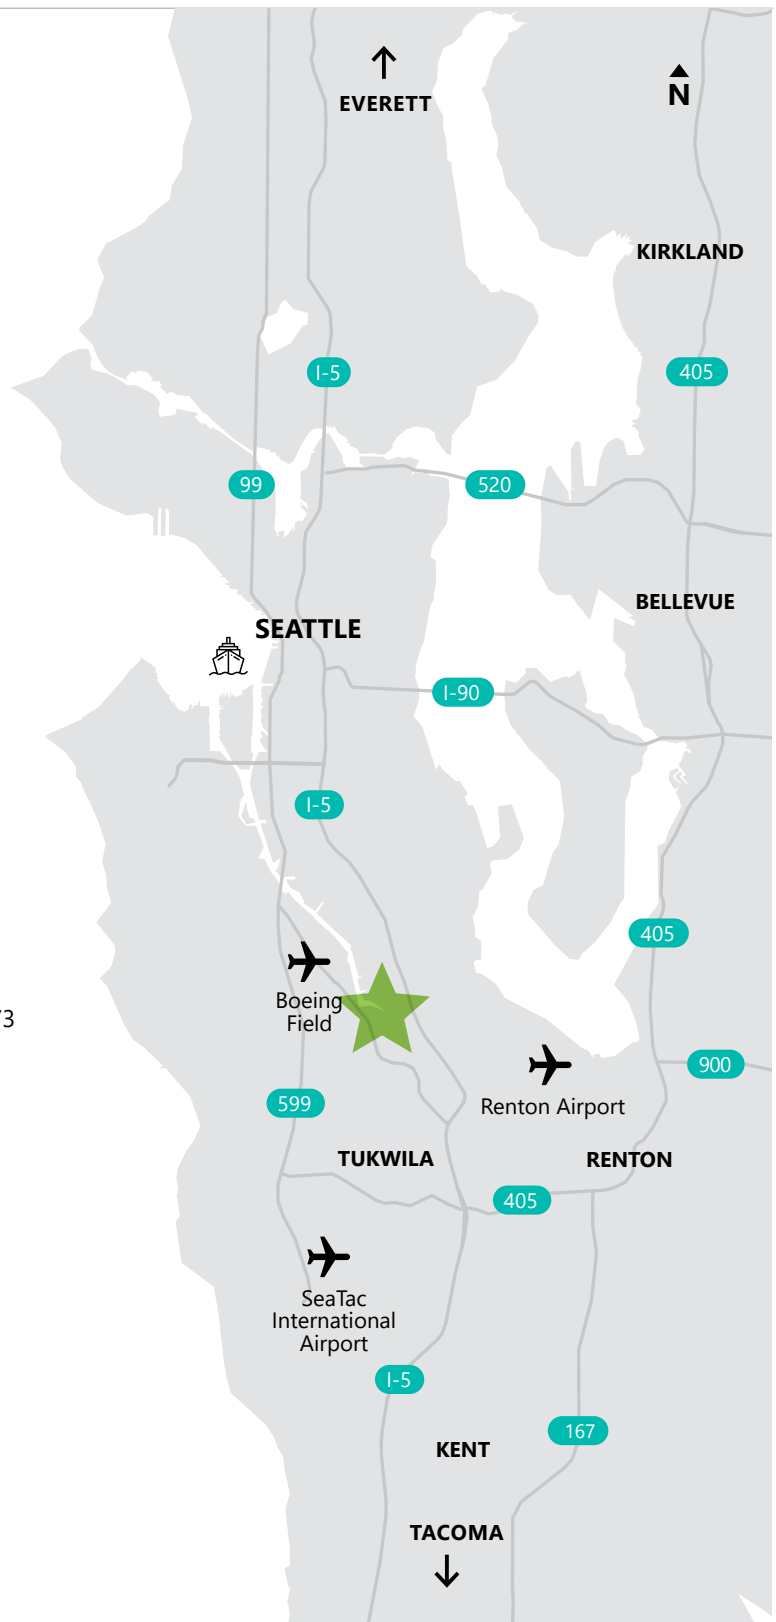 EVERETT
N
KIRKLAND
I-5
405
99
520
BELLEVUE
SEATTLE
I-90
I-5
405
Boeing
Field
/3
900
599
Renton Airport
TUKWILA
RENTON
405
SeaTac
International
Airport
I-5
167
KENT
TACOMA